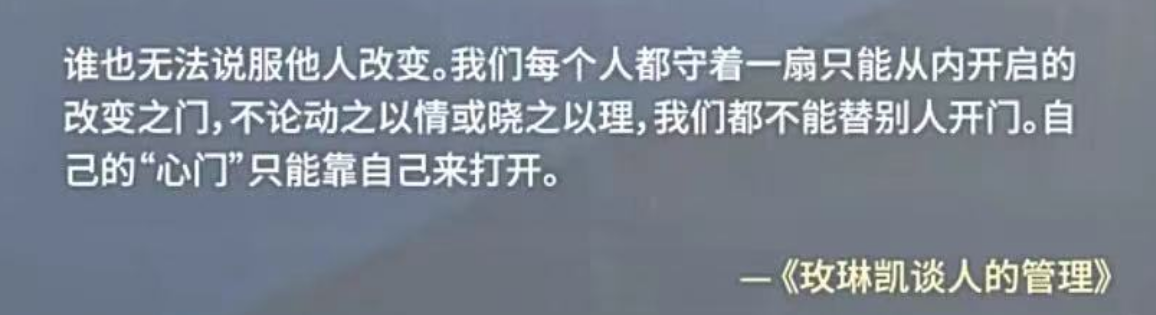 谁也无法说服他人改变。我们每个人都守着一扇只能从内开启的
改变之门，不论动之以情或晓之以理，我们都不能替别人开门。自
己的“心门”只能靠自己来打开。
—《玫琳凯谈人的管理》